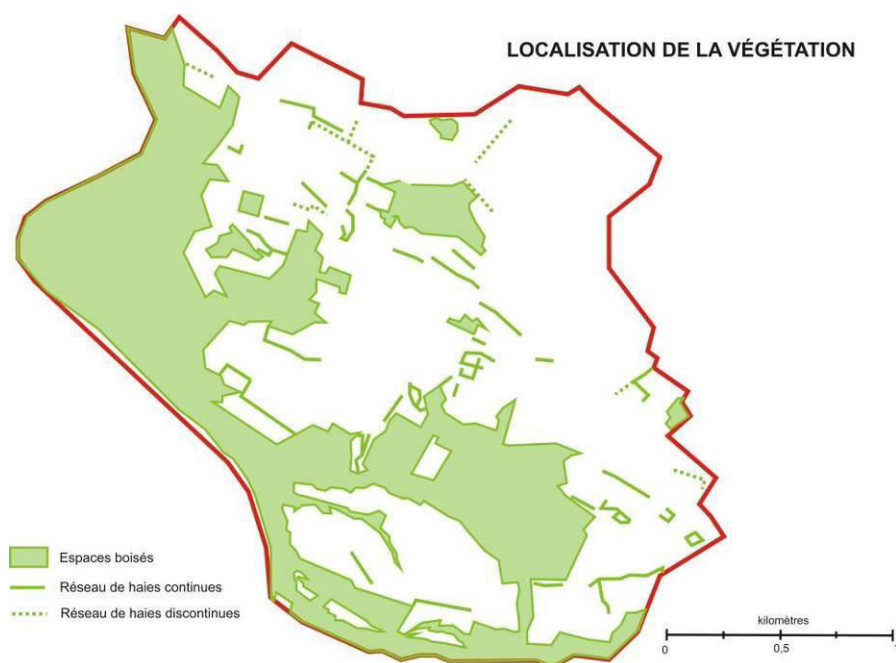 LOCALISATION DE LA VÉGÉTATION
Espaces boisés
Réseau de haies continues
Réseau de haies discontinues
kilomètres
0
0,5